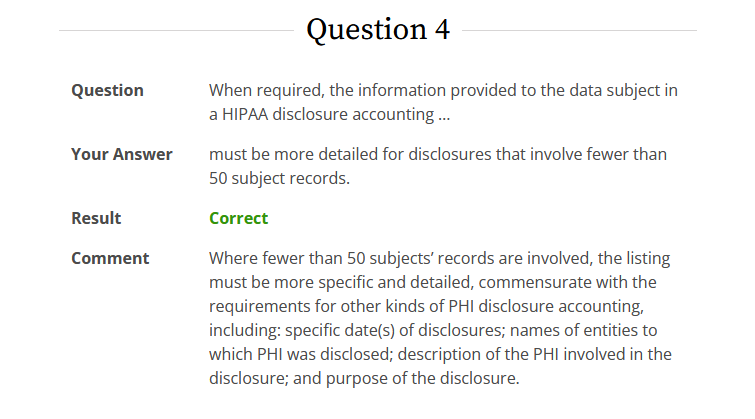 Question 4
Question When required, the information provided to the data subject in
a HIPAA disclosure accounting ...
Your Answer must be more detailed for disclosures that involve fewer than
50 subject records.
Result Correct
Comment Where fewer than 50 subjects’ records are involved, the listing
must be more specific and detailed, commensurate with the
requirements for other kinds of PHI disclosure accounting,
including: specific date(s) of disclosures; names of entities to
which PHI was disclosed; description of the PHI involved in the
disclosure; and purpose of the disclosure.